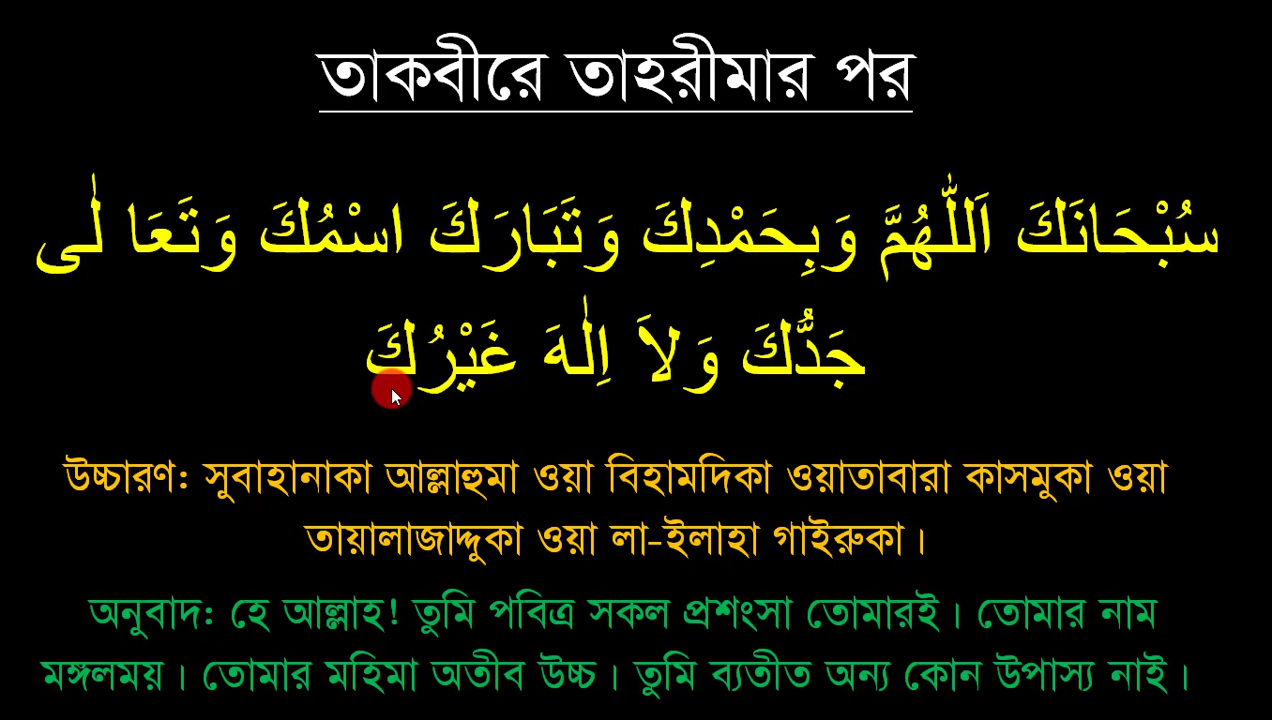 তাকবীরে তাহরীমার পর
سُبْحَانَكَ اَللّٰهُمَّ وَبِحَمْدِكَ وَتَبَارَكَ اسْمُكَ وَتَعَا لٰى
جَدُّكَ وَلاَ اِلٰهَ غَيْرُكَ
উচ্চারণ: সুবাহানাকা আল্লাহুমা ওয়া বিহামদিকা ওয়াতাবারা কাসমুকা ওয়া
তায়ালাজাদ্দুকা ওয়া লা-ইলাহা গাইরুকা।
অনুবাদ: হে আল্লাহ! তুমি পবিত্র সকল প্রশংসা তোমারই। তোমার নাম
মঙ্গলময়। তোমার মহিমা অতীব উচ্চ। তুমি ব্যতীত অন্য কোন উপাস্য নাই।